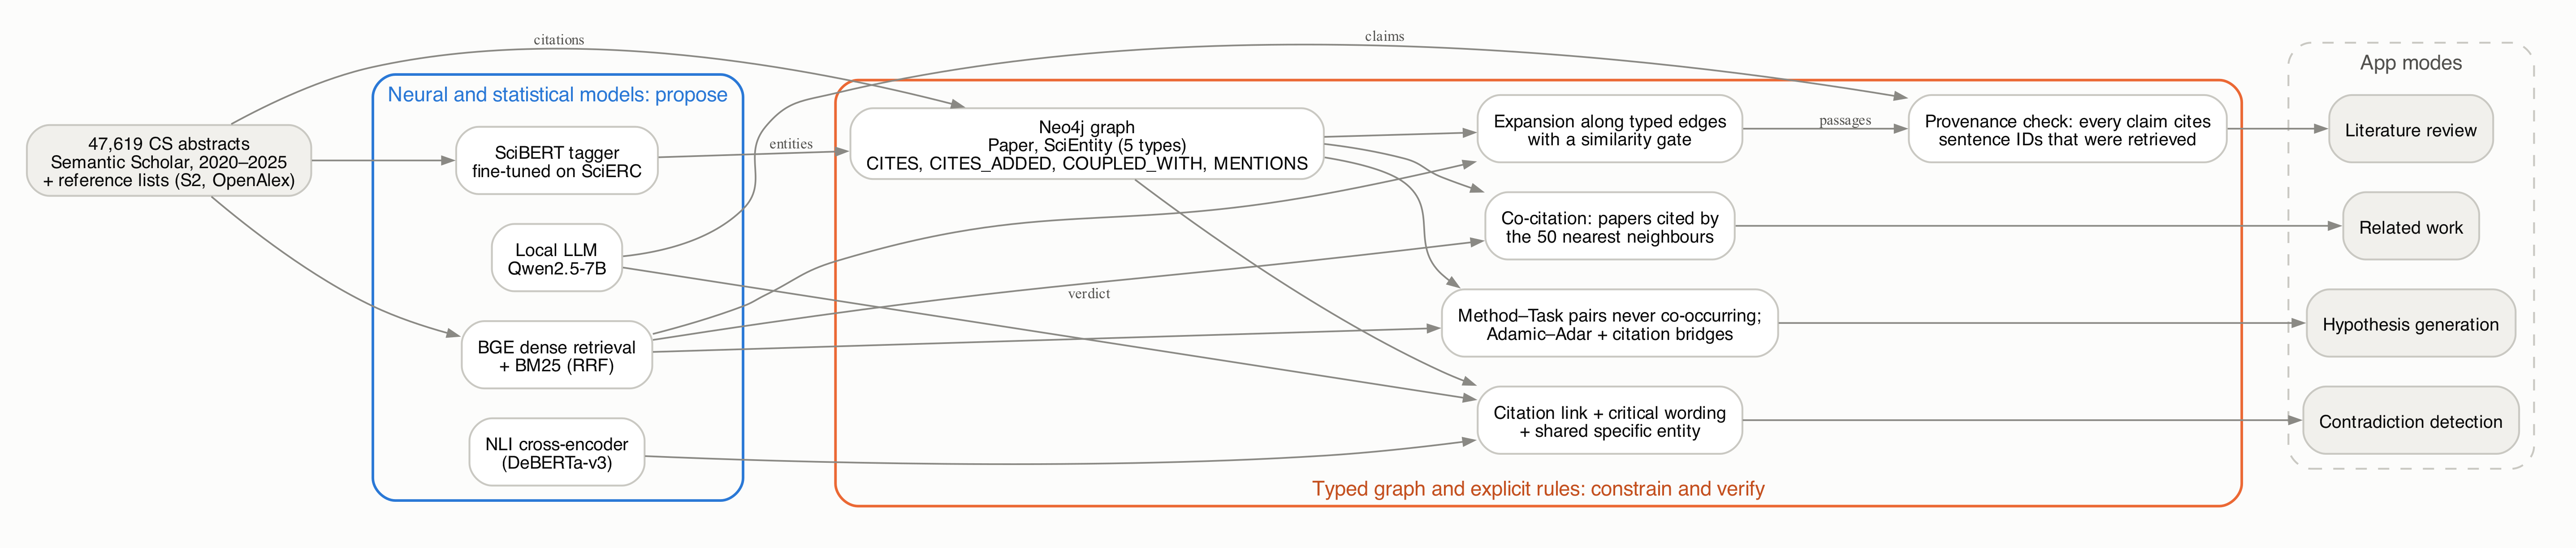 citations
claims
47,619 CS abstracts
Semantic Scholar, 2020–2025
+ reference lists (S2, OpenAlex)
Neural and statistical models: propose
SciBERT tagger
fine-tuned on SciERC
Local LLM
Qwen2.5-7B
BGE dense retrieval
+ BM25 (RRF)
NLI cross-encoder
(DeBERTa-v3)
entities
verdict
Neo4j graph
Paper, SciEntity (5 types)
CITES, CITES_ADDED, COUPLED_WITH, MENTIONS
Expansion along typed edges
with a similarity gate
passages
Provenance check: every claim cites
sentence IDs that were retrieved
Co-citation: papers cited by
the 50 nearest neighbours
Method–Task pairs never co-occurring;
Adamic–Adar + citation bridges
Citation link + critical wording
+ shared specific entity
Typed graph and explicit rules: constrain and verify
App modes
Literature review
Related work
Hypothesis generation
Contradiction detection